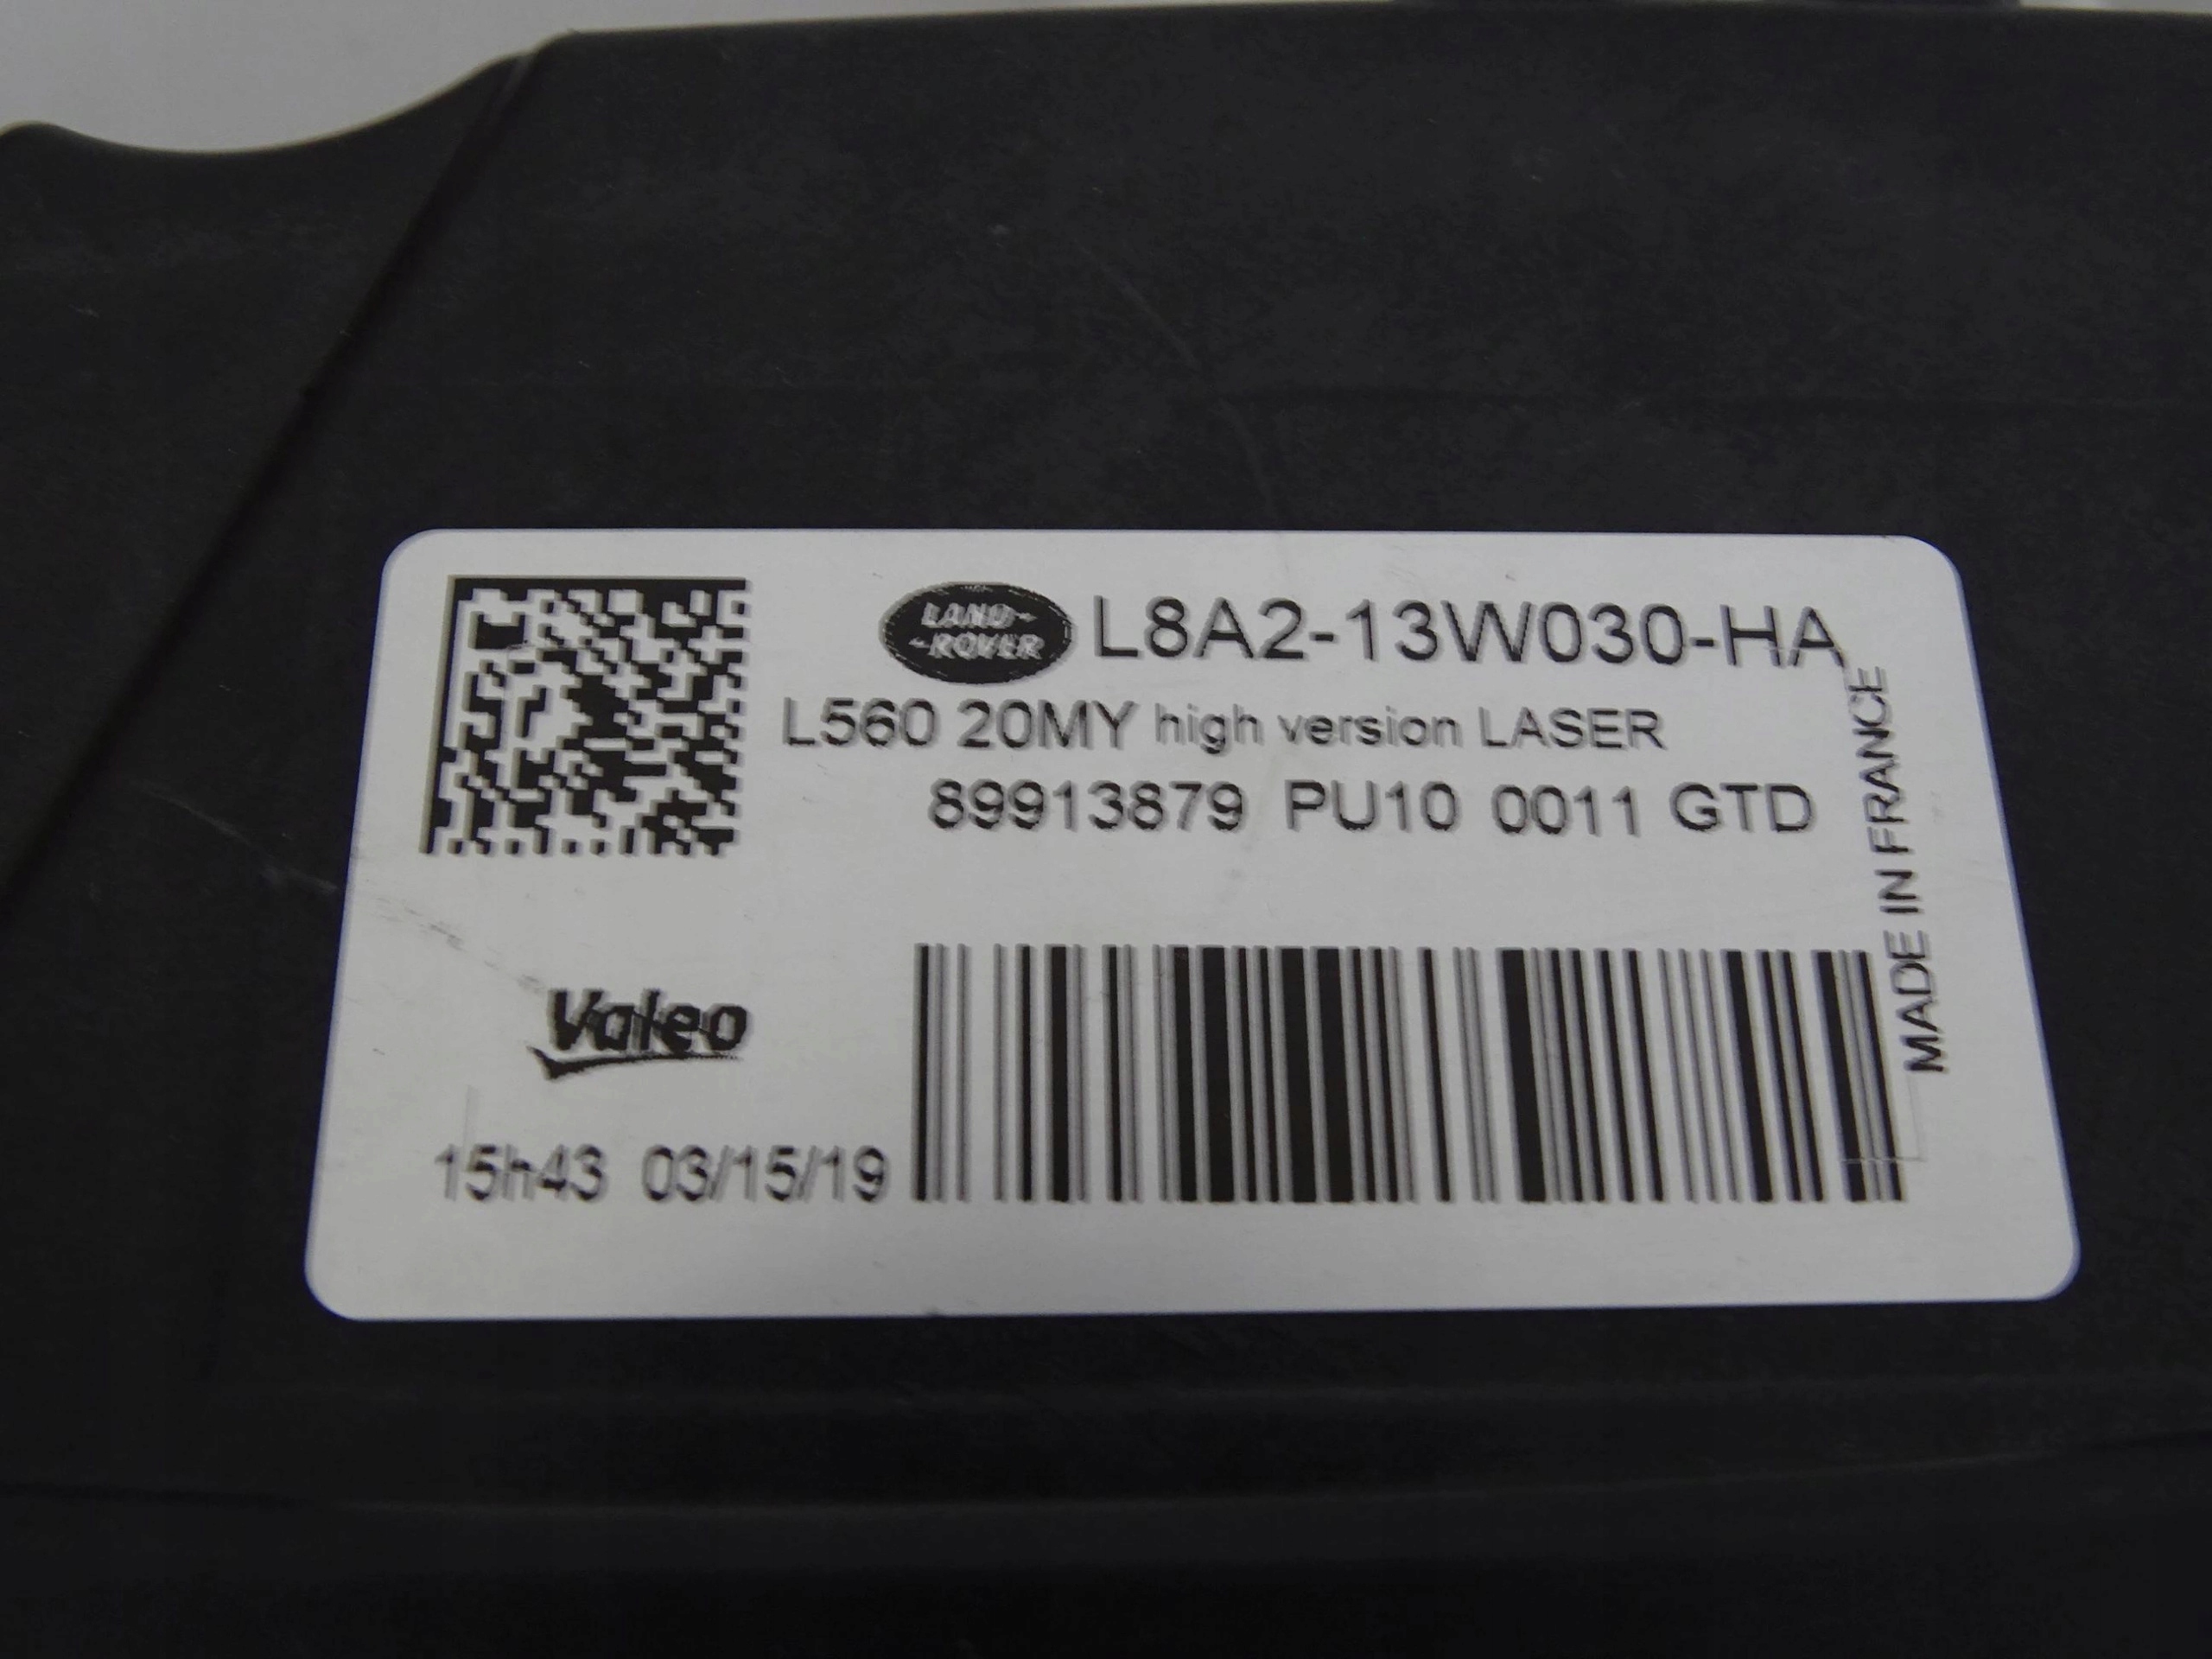 LAND-
-ROVER
L8A2-13W030-HA
L560 20MY high version LASER
89913879 PU10 0011 GTD
MADE IN FRANCE
Valeo
15h43 03/15/19